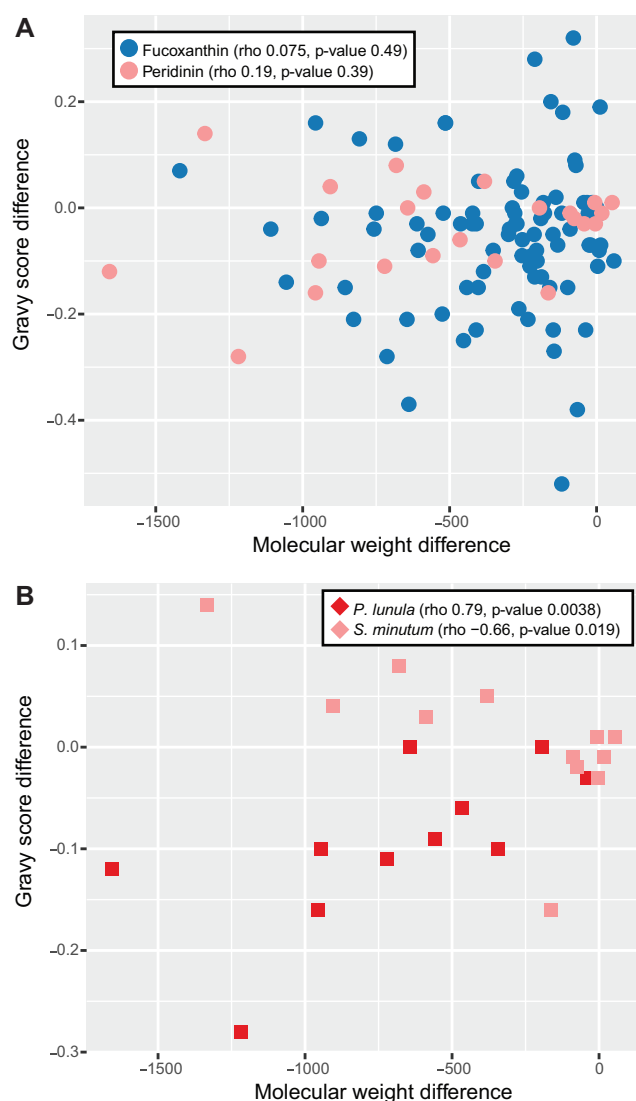 A
Fucoxanthin (rho 0.075, p-value 0.49)
Peridinin (rho 0.19, p-value 0.39)
Gravy score difference
0.2
0.0
−0.2
−0.4
−1500 −1000 −500 0
Molecular weight difference
B
P. lunula (rho 0.79, p-value 0.0038)
S. minutum (rho −0.66, p-value 0.019)
Gravy score difference
0.1
0.0
−0.1
−0.2
−0.3
−1500 −1000 −500 0
Molecular weight difference